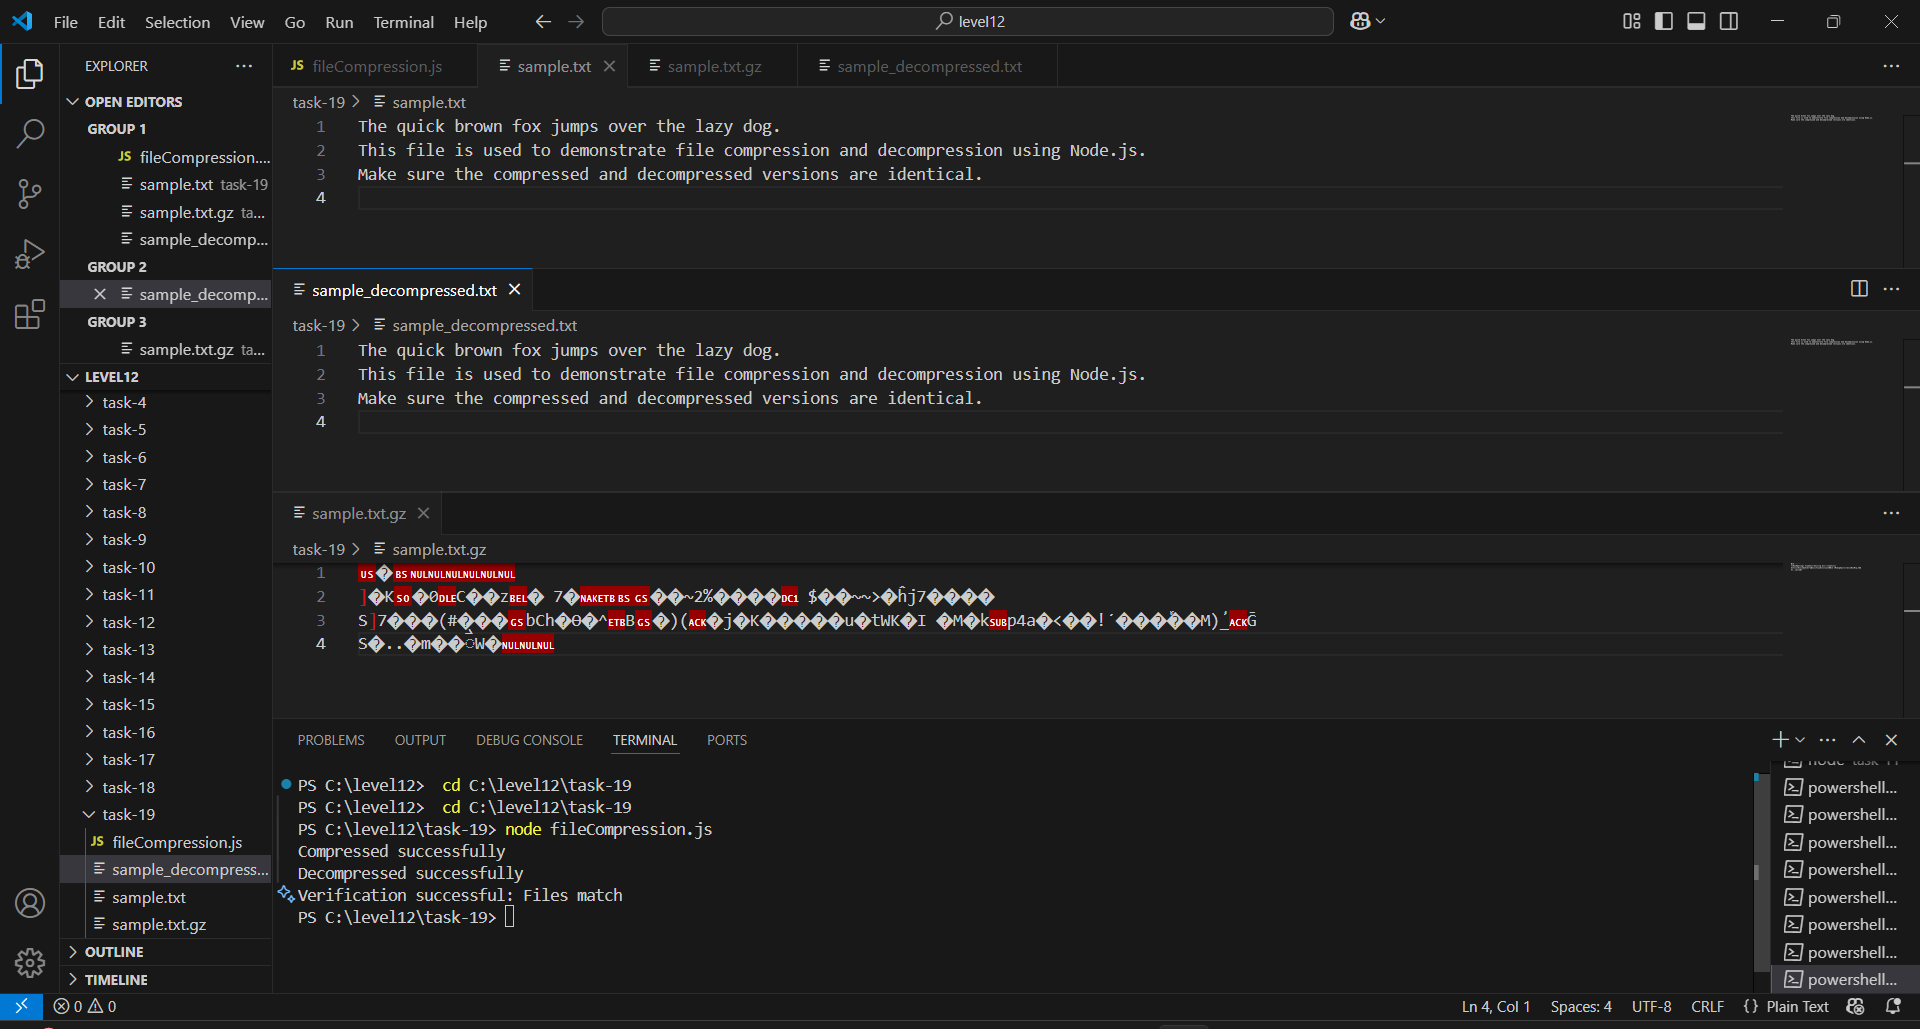 File Edit Selection View Go Run Terminal Help
level12
EXPLORER
OPEN EDITORS
GROUP 1
JS fileCompression....
sample.txt task-19
sample.txt.gz ta...
sample_decomp...
GROUP 2
sample_decomp...
GROUP 3
sample.txt.gz ta...
LEVEL12
task-4
task-5
task-6
task-7
task-8
task-9
task-10
task-11
task-12
task-13
task-14
task-15
task-16
task-17
task-18
task-19
JS fileCompression.js
sample_decompress...
sample.txt
sample.txt.gz
OUTLINE
TIMELINE
JS fileCompression.js
sample.txt
sample.txt.gz
sample_decompressed.txt
task-19 > sample.txt
1 The quick brown fox jumps over the lazy dog.
2 This file is used to demonstrate file compression and decompression using Node.js.
3 Make sure the compressed and decompressed versions are identical.
4
sample_decompressed.txt
task-19 > sample_decompressed.txt
1 The quick brown fox jumps over the lazy dog.
2 This file is used to demonstrate file compression and decompression using Node.js.
3 Make sure the compressed and decompressed versions are identical.
4
sample.txt.gz
task-19 > sample.txt.gz
1 US�BSNULNULNULNULNULNUL
2 ]�KSO�0DLEC��zBEL� 7�NAKETBBSGS��~2%����DC1 $��~~>�ĥj7����
3
4
PROBLEMS OUTPUT DEBUG CONSOLE TERMINAL PORTS
PS C:\level12> cd C:\level12\task-19
PS C:\level12> cd C:\level12\task-19
PS C:\level12\task-19> node fileCompression.js
Compressed successfully
Decompressed successfully
Verification successful: Files match
PS C:\level12\task-19>
powershell...
powershell...
powershell...
powershell...
powershell...
powershell...
powershell...
powershell...
0 0
Ln 4, Col 1 Spaces: 4 UTF-8 CRLF {} Plain Text